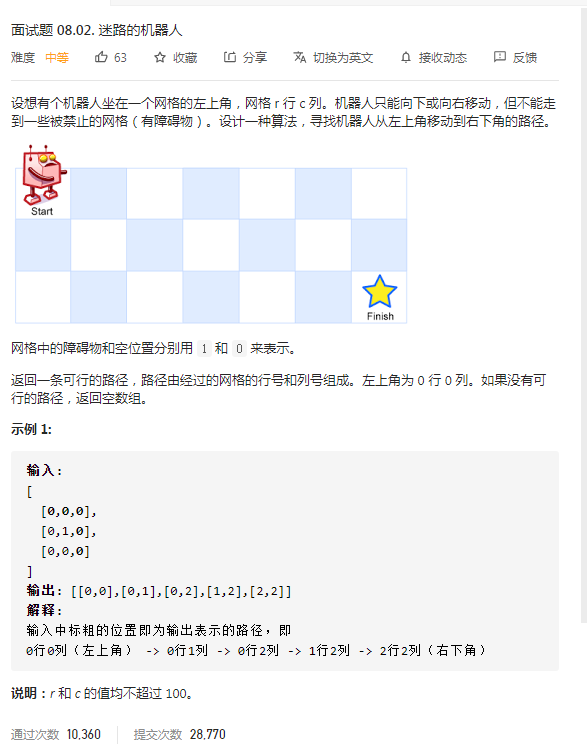 面试题 08.02. 迷路的机器人
难度 中等 63 收藏 分享 切换为英文 接收动态 反馈
设想有个机器人坐在一个网格的左上角，网格 r 行 c 列。机器人只能向下或向右移动，但不能走
到一些被禁止的网格（有障碍物）。设计一种算法，寻找机器人从左上角移动到右下角的路径。
Start
Finish
网格中的障碍物和空位置分别用 1 和 0 来表示。
返回一条可行的路径，路径由经过的网格的行号和列号组成。左上角为 0 行 0 列。如果没有可
行的路径，返回空数组。
示例 1:
输入:
[
  [0,0,0],
  [0,1,0],
  [0,0,0]
]
输出: [[0,0],[0,1],[0,2],[1,2],[2,2]]
解释:
输入中标粗的位置即为输出表示的路径，即
0行0列（左上角） -> 0行1列 -> 0行2列 -> 1行2列 -> 2行2列（右下角）
说明：r 和 c 的值均不超过 100。
通过次数 10,360 提交次数 28,770